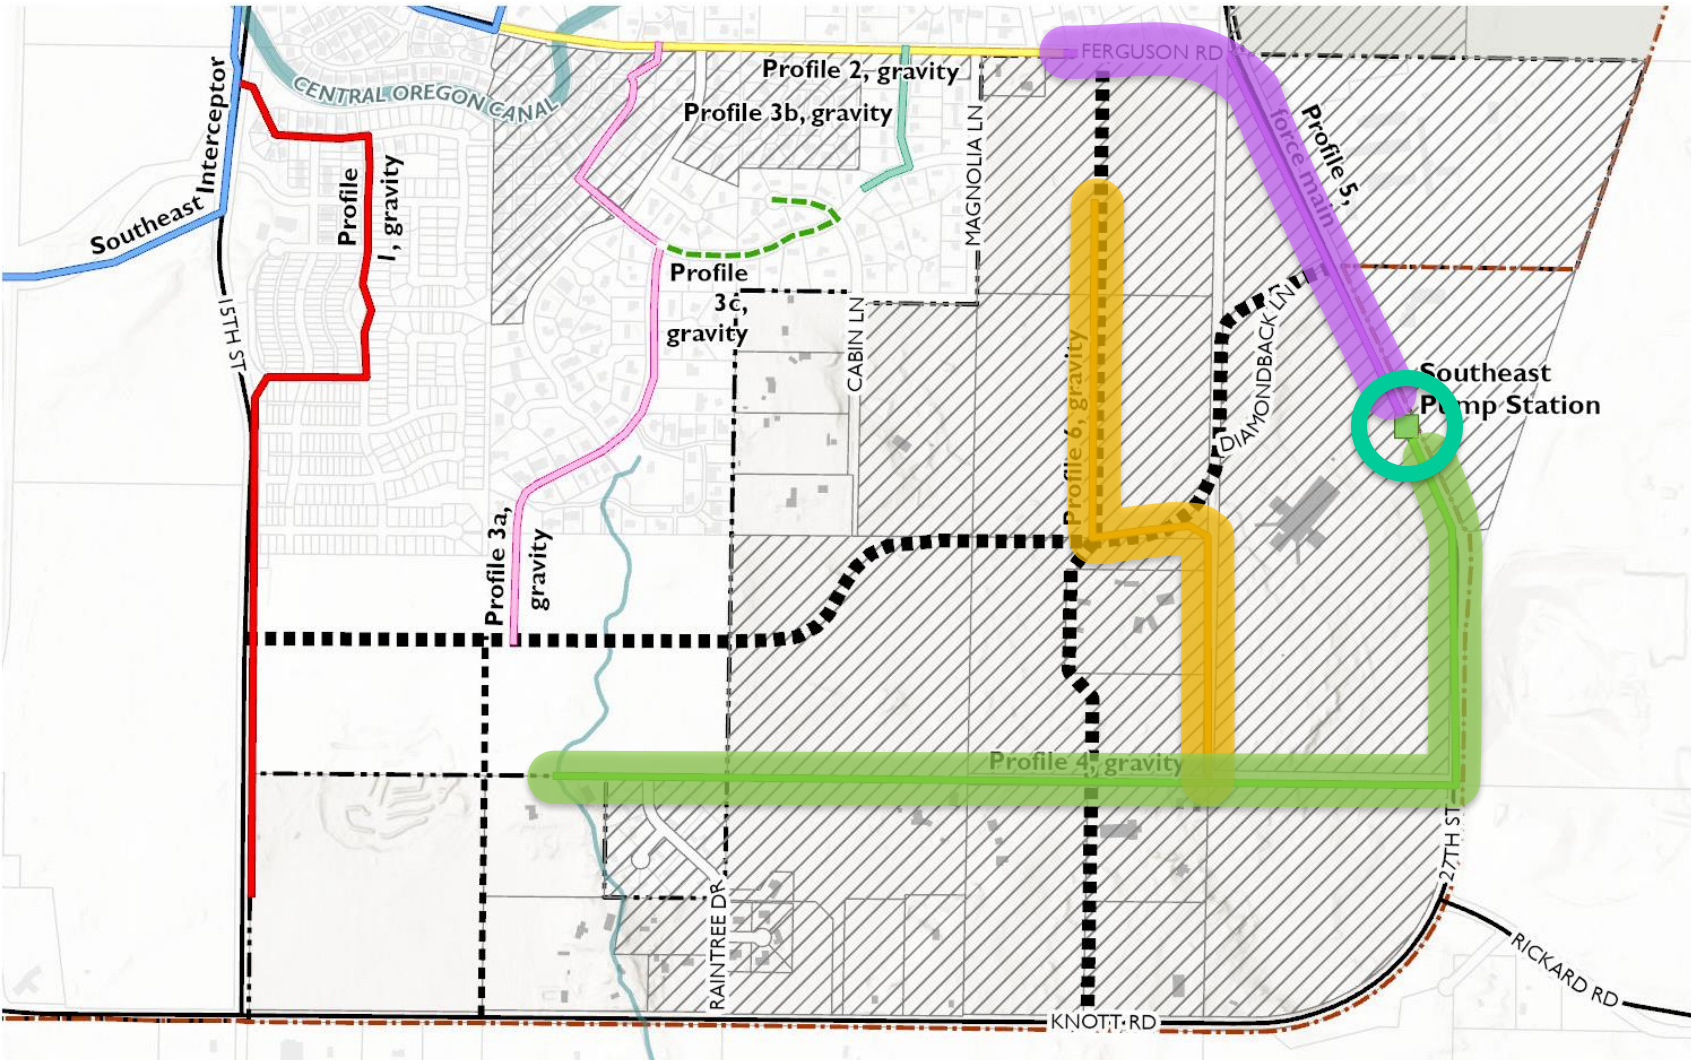 FERGUSON RD
Profile 2, gravity
CENTRAL OREGON CANAL
Southeast Interceptor
Profile 3b, gravity
Profile 5,
force main
MAGNOLIA LN
Profile
1, gravity
Profile
3c,
gravity
15TH ST
CABIN LN
Profile 6, gravity
DIAMONDBACK LN
Southeast
Pump Station
Profile 3a,
gravity
Profile 4, gravity
27TH ST
RAINTREE DR
RICKARD RD
KNOTT RD